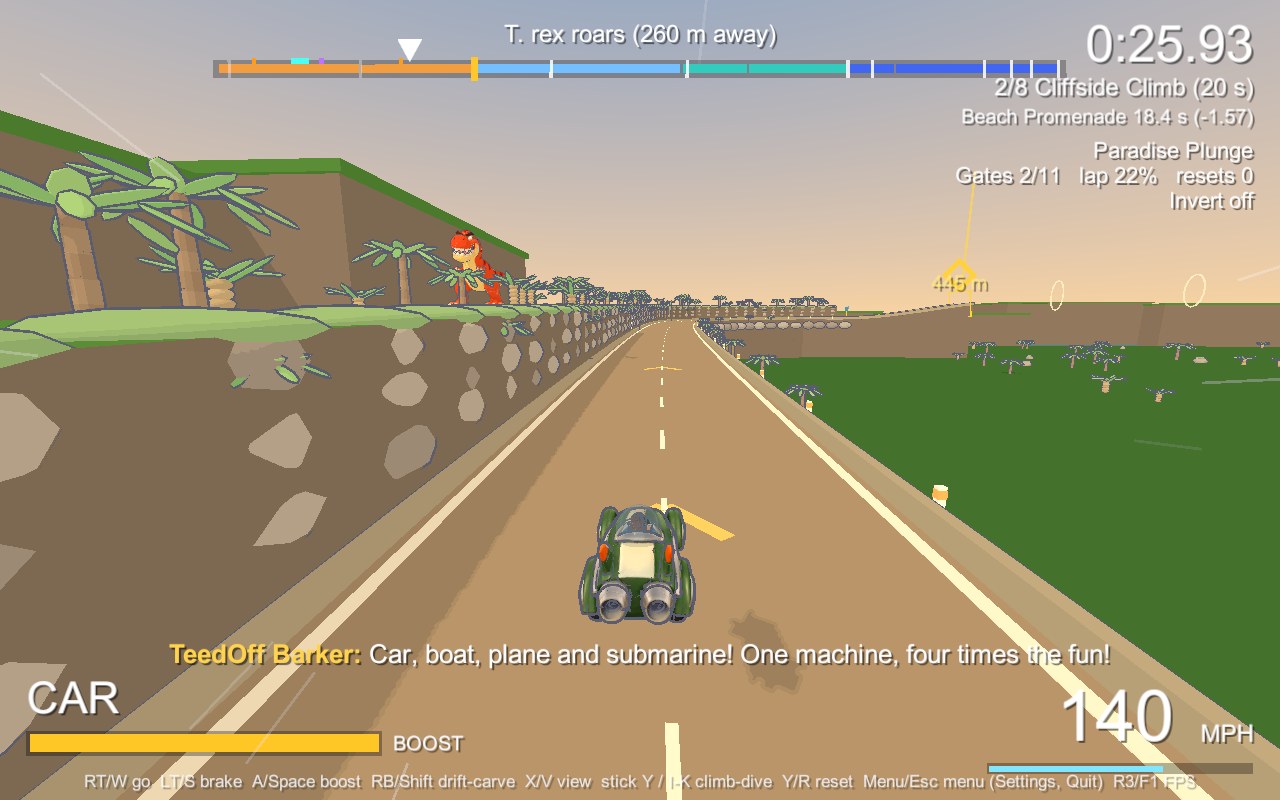 T. rex roars (260 m away)
0:25.93
2/8 Cliffside Climb (20 s)
Beach Promenade 18.4 s (-1.57)
Paradise Plunge
Gates 2/11 lap 22% resets 0
Invert off
445 m
TeedOff Barker: Car, boat, plane and submarine! One machine, four times the fun!
CAR
BOOST
140 MPH
RT/W go LT/S brake A/Space boost RB/Shift drift-carve X/V view stick Y / I-K climb-dive Y/R reset Menu/Esc menu (Settings, Quit) R3/F1 FPS